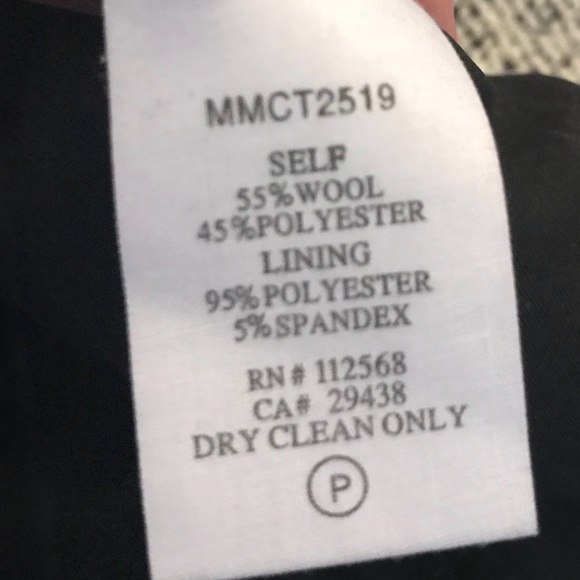 MMCT2519
SELF
55%WOOL
45%POLYESTER
LINING
95%POLYESTER
5%SPANDEX
RN# 112568
CA# 29438
DRY CLEAN ONLY
P